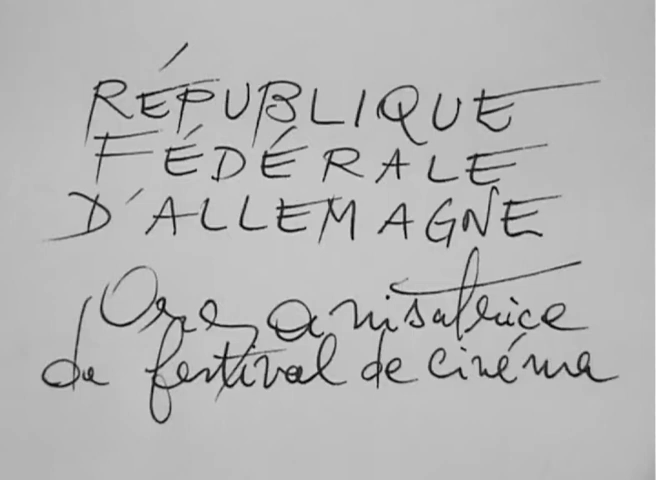 RÉPUBLIQUE
FÉDÉRALE
D'ALLEMAGNE
Organisatrice
du festival de cinéma